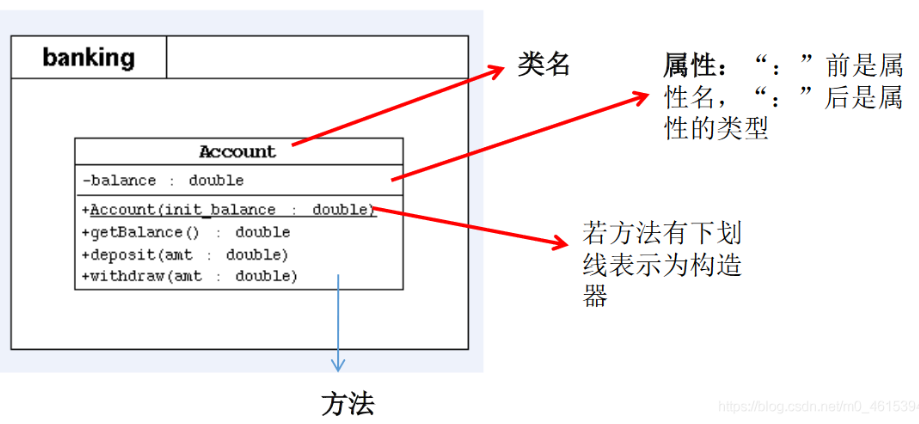 banking
类名
属性：“：”前是属
性名，“：”后是属
性的类型
Account
-balance : double
+Account(init_balance : double)
+getBalance() : double
+deposit(amt : double)
+withdraw(amt : double)
若方法有下划
线表示为构造
器
方法
https://blog.csdn.net/m0_4615394